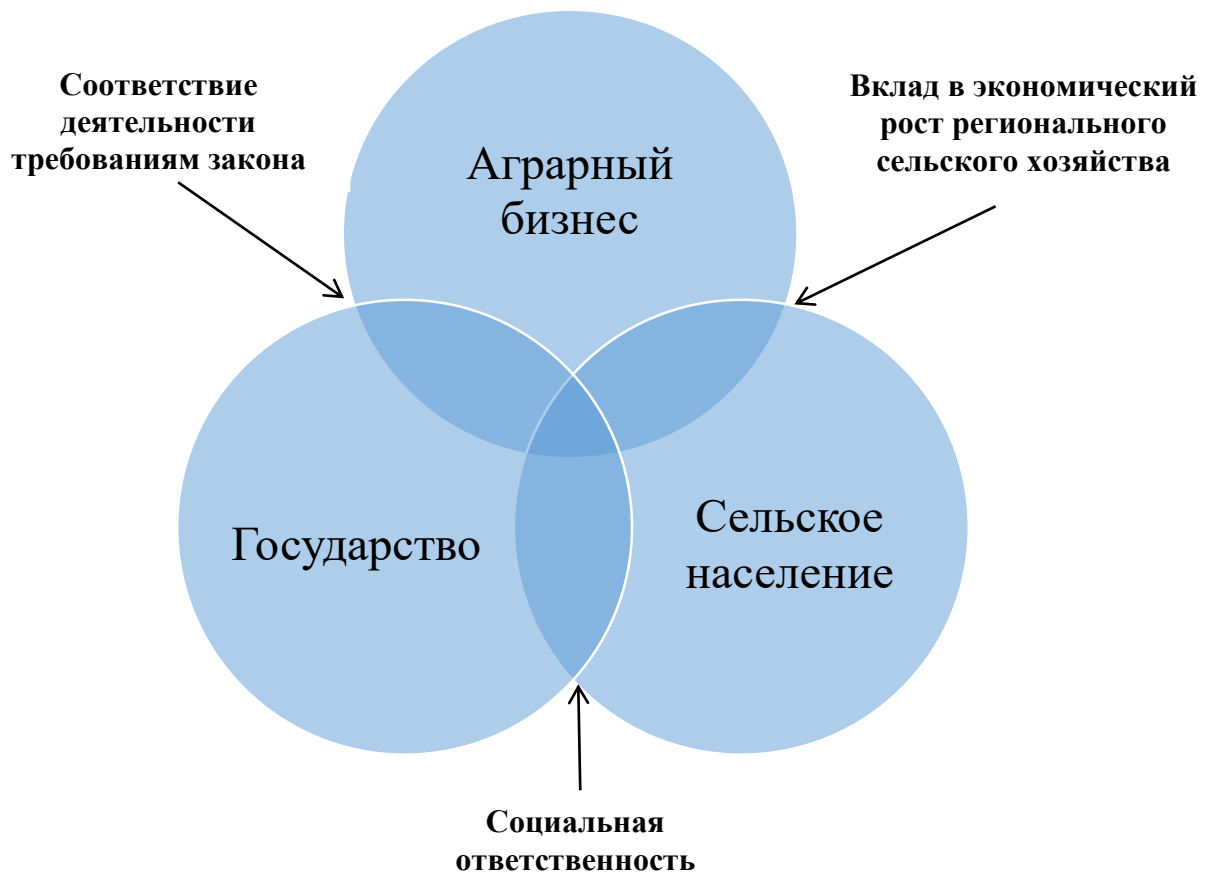 Соответствие
деятельности
требованиям закона
Вклад в экономический
рост регионального
сельского хозяйства
Аграрный
бизнес
Государство
Сельское
население
Социальная
ответственность